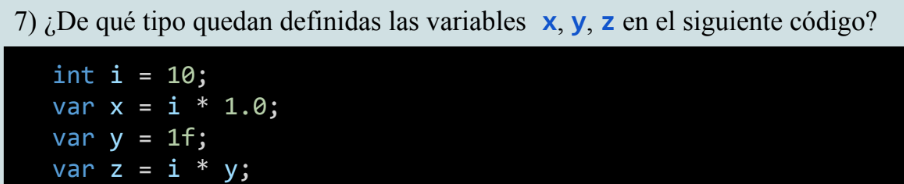 7) ¿De qué tipo quedan definidas las variables x, y, z en el siguiente código?
int i = 10;
var x = i * 1.0;
var y = 1f;
var z = i * y;